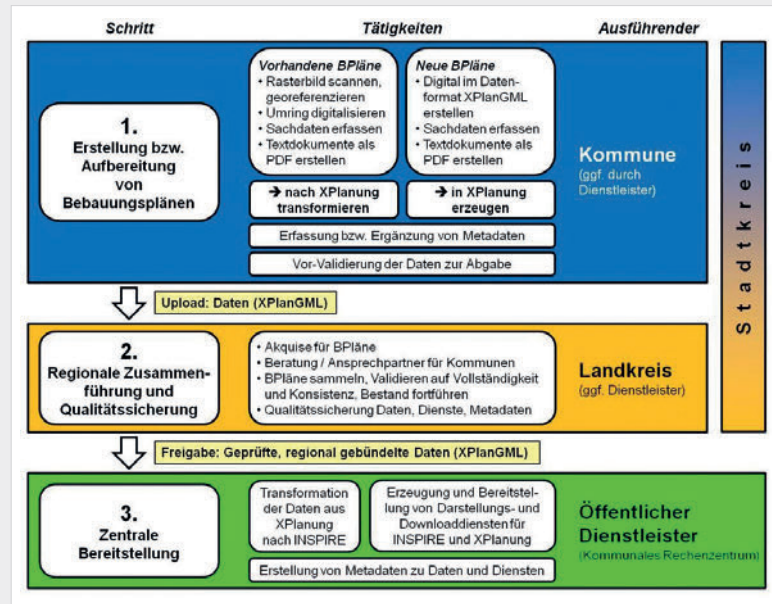 Schritt
Tätigkeiten
Ausführender
1.
Erstellung bzw.
Aufbereitung
von
Bebauungsplänen
Vorhandene BPläne
• Rasterbild scannen,
georeferenzieren
• Umring digitalisieren
• Sachdaten erfassen
• Textdokumente als
PDF erstellen
Neue BPläne
• Digital im Daten-
format XPlanGML
erstellen
• Sachdaten erfassen
• Textdokumente als
PDF erstellen
➔ nach XPlanung
transformieren
➔ in XPlanung
erzeugen
Erfassung bzw. Ergänzung von Metadaten
Vor-Validierung der Daten zur Abgabe
Kommune
(ggf. durch
Dienstleister)
Stadtkreis
Upload: Daten (XPlanGML)
2.
Regionale Zusammen-
führung und
Qualitätssicherung
• Akquise für BPläne
• Beratung / Ansprechpartner für Kommunen
• BPläne sammeln, Validieren auf Vollständigkeit
und Konsistenz, Bestand fortführen
• Qualitätssicherung Daten, Dienste, Metadaten
Landkreis
(ggf. Dienstleister)
Freigabe: Geprüfte, regional gebündelte Daten (XPlanGML)
3.
Zentrale
Bereitstellung
Transformation
der Daten aus
XPlanung
nach INSPIRE
Erzeugung und Bereitstel-
lung von Darstellungs- und
Downloaddiensten für
INSPIRE und XPlanung
Erstellung von Metadaten zu Daten und Diensten
Öffentlicher
Dienstleister
(Kommunales Rechenzentrum)